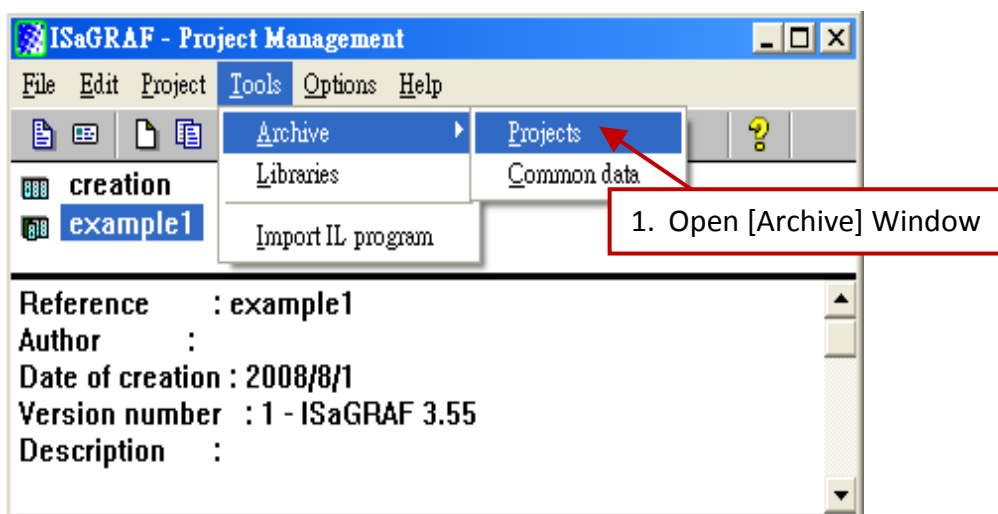 ISaGRAF - Project Management
File Edit Project Tools Options Help
Archive
Projects
Libraries
Common data
Import IL program
creation
example1
1. Open [Archive] Window
Reference : example1
Author :
Date of creation : 2008/8/1
Version number : 1 - ISaGRAF 3.55
Description :